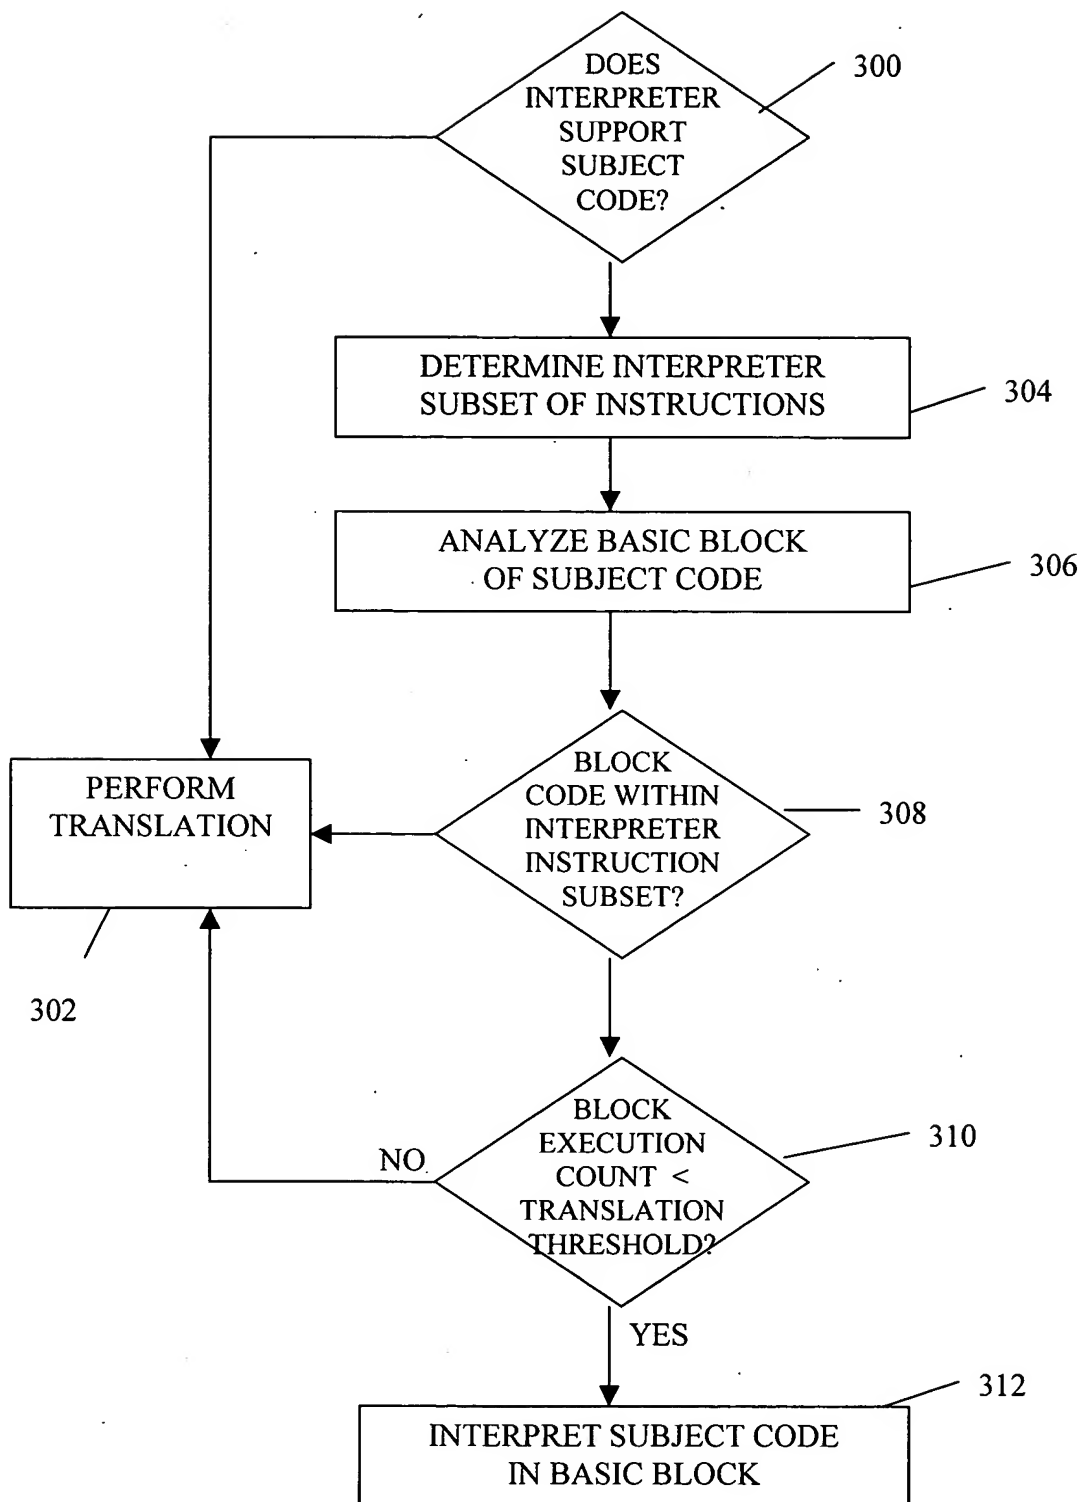 DOES
INTERPRETER
SUPPORT
SUBJECT
CODE?
300
DETERMINE INTERPRETER
SUBSET OF INSTRUCTIONS
304
ANALYZE BASIC BLOCK
OF SUBJECT CODE
306
PERFORM
TRANSLATION
302
BLOCK
CODE WITHIN
INTERPRETER
INSTRUCTION
SUBSET?
308
BLOCK
EXECUTION
COUNT <
TRANSLATION
THRESHOLD?
310
NO
YES
312
INTERPRET SUBJECT CODE
IN BASIC BLOCK